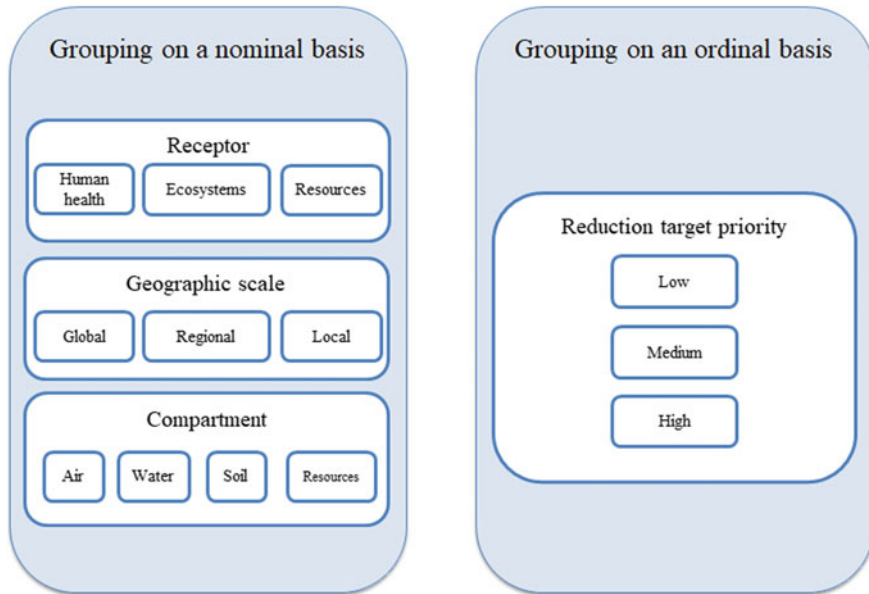 Grouping on a nominal basis
Receptor
Human
health
Ecosystems
Resources
Geographic scale
Global
Regional
Local
Compartment
Air
Water
Soil
Resources
Grouping on an ordinal basis
Reduction target priority
Low
Medium
High